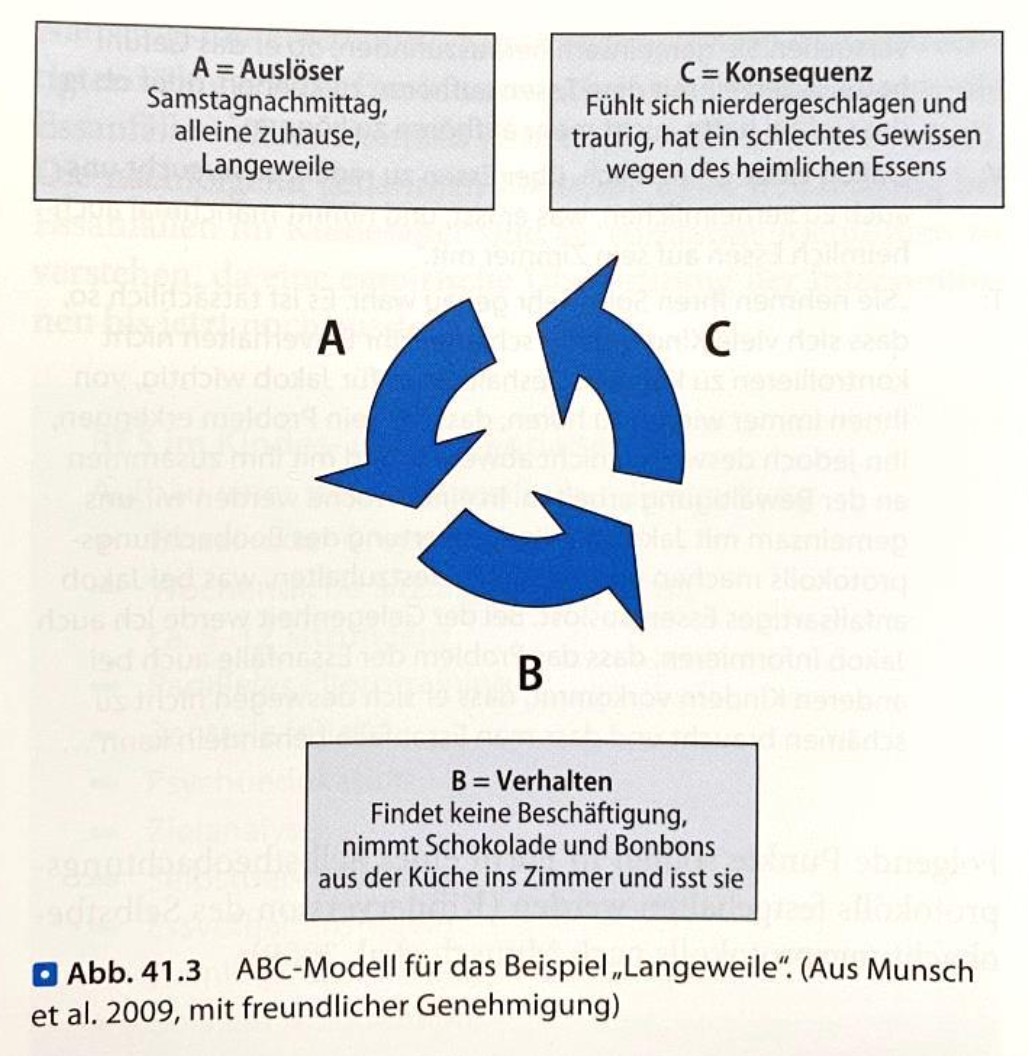 A = Auslöser
Samstagnachmittag,
alleine zuhause,
Langeweile
C = Konsequenz
Fühlt sich nierdergeschlagen und
traurig, hat ein schlechtes Gewissen
wegen des heimlichen Essens
A
C
B
B = Verhalten
Findet keine Beschäftigung,
nimmt Schokolade und Bonbons
aus der Küche ins Zimmer und isst sie
Abb. 41.3 ABC-Modell für das Beispiel „Langeweile“. (Aus Munsch
et al. 2009, mit freundlicher Genehmigung)